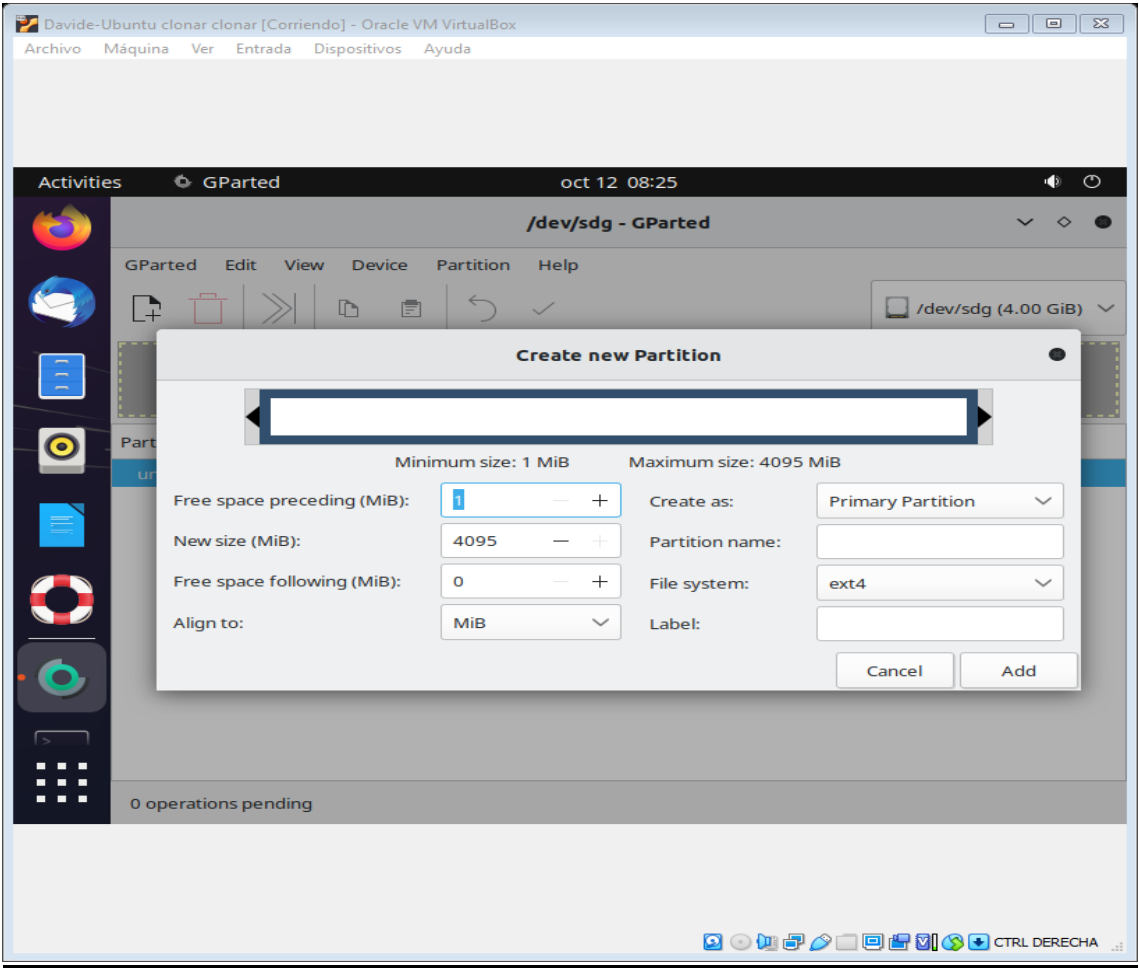 Davide-Ubuntu clonar clonar [Corriendo] - Oracle VM VirtualBox
Archivo Máquina Ver Entrada Dispositivos Ayuda
Activities GParted oct 12 08:25
/dev/sdg - GParted
GParted Edit View Device Partition Help
/dev/sdg (4.00 GiB)
Create new Partition
Part
un
Minimum size: 1 MiB Maximum size: 4095 MiB
Free space preceding (MiB): 1 Create as: Primary Partition
New size (MiB): 4095 Partition name:
Free space following (MiB): 0 File system: ext4
Align to: MiB Label:
Cancel Add
0 operations pending
CTRL DERECHA